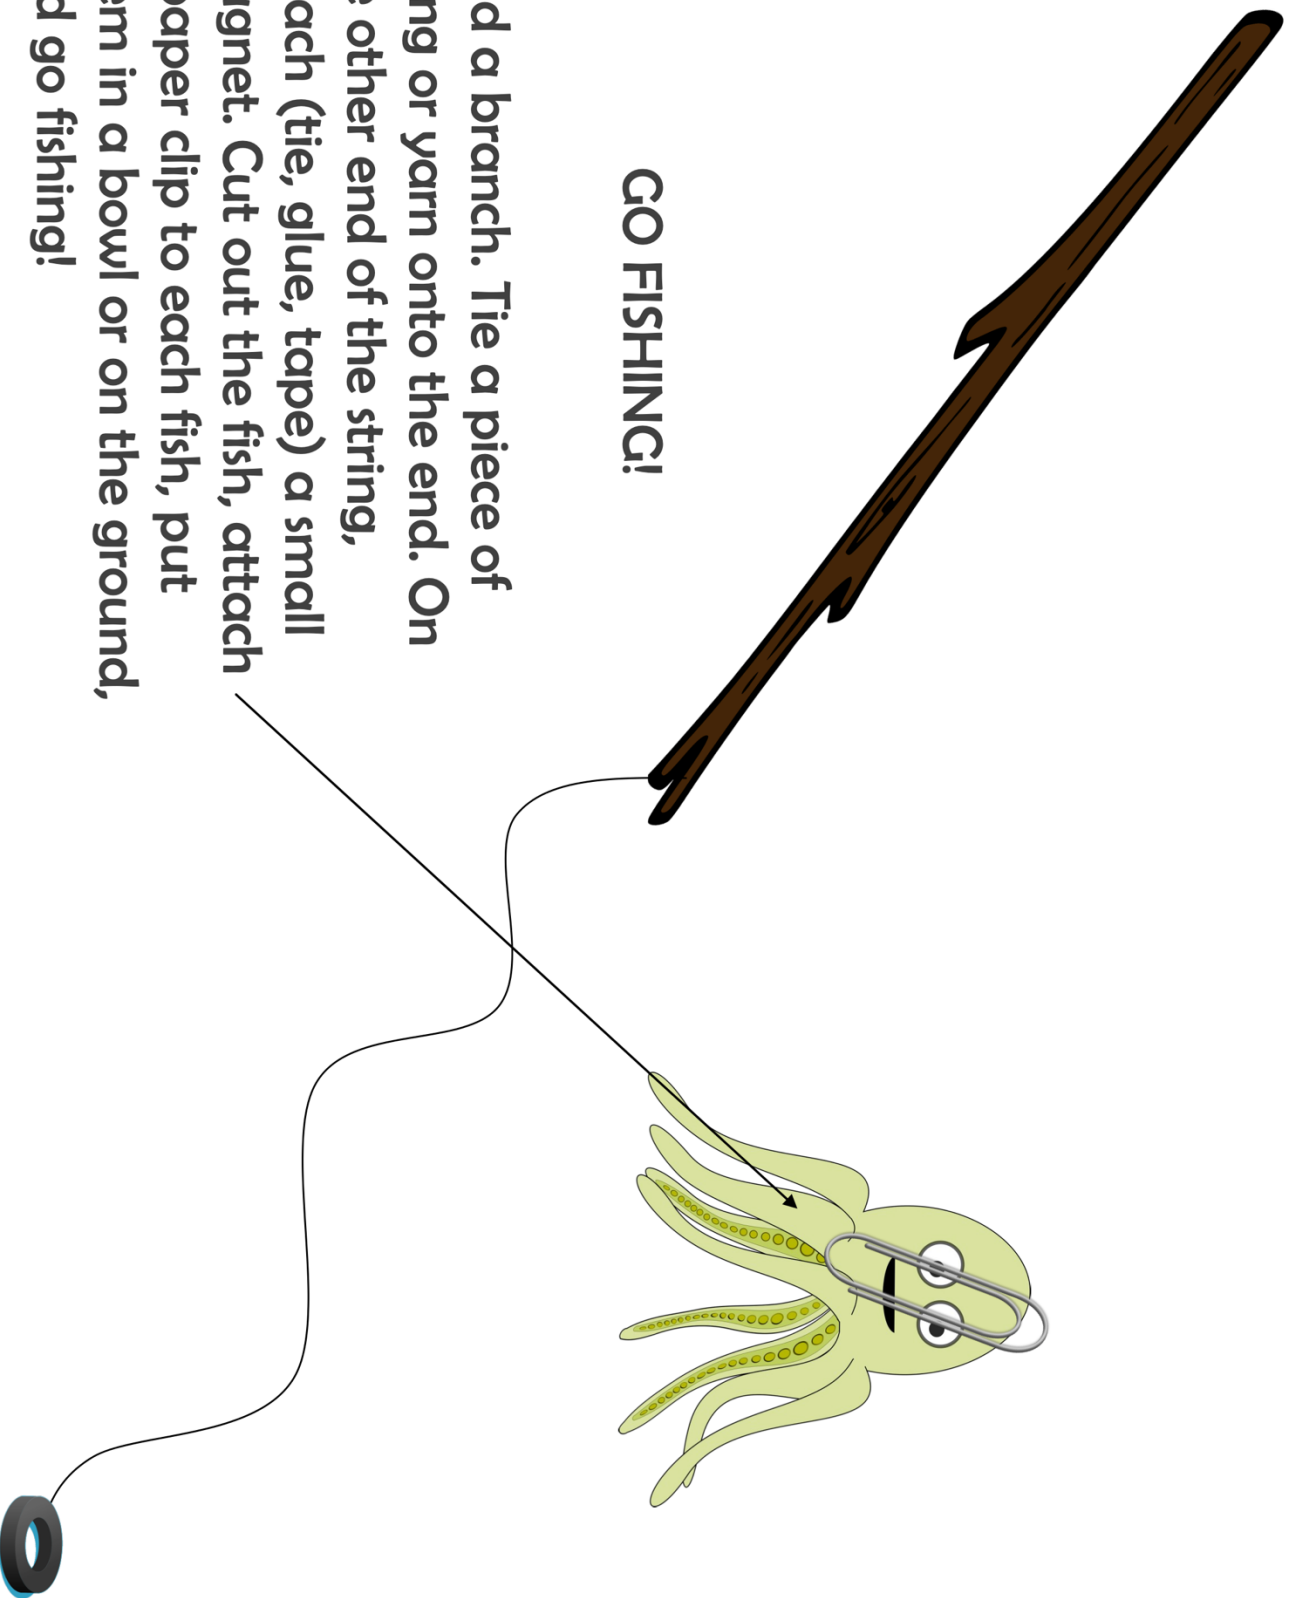 GO FISHING!
d a branch. Tie a piece of
ng or yarn onto the end. On
e other end of the string,
ach (tie, glue, tape) a small
agnet. Cut out the fish, attach
paper clip to each fish, put
em in a bowl or on the ground,
d go fishing!